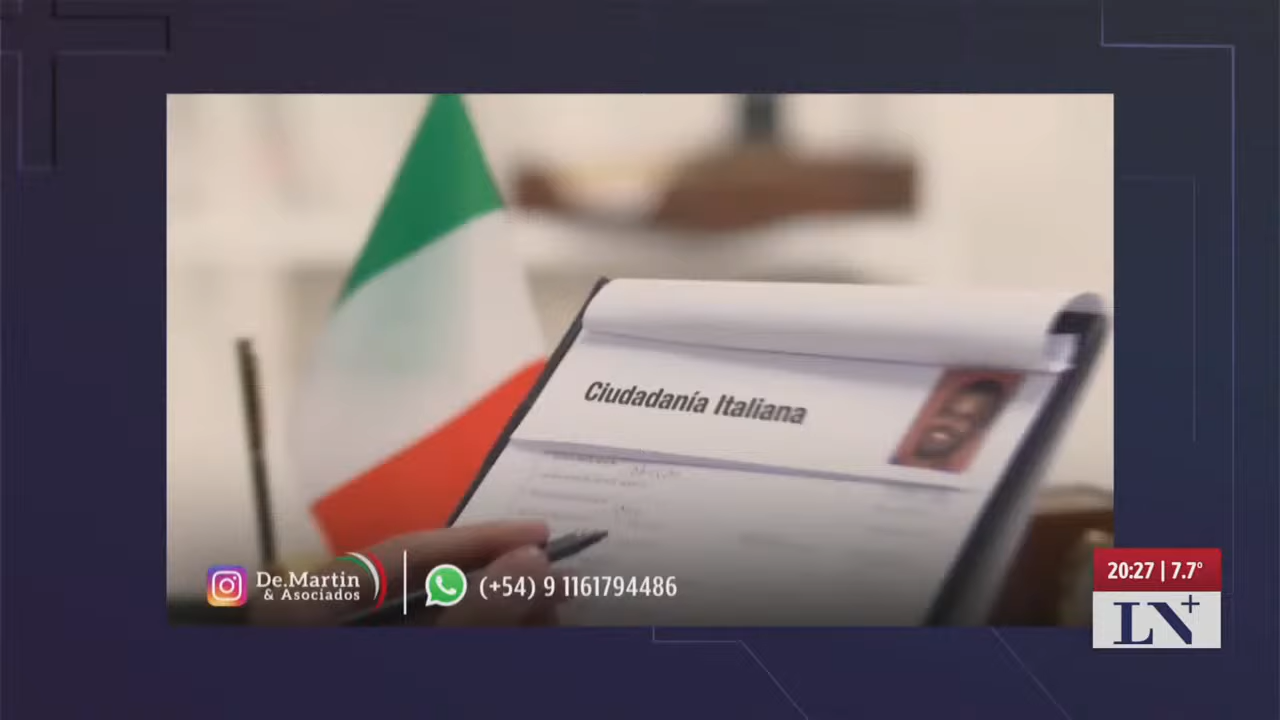 Ciudadanía Italiana
De.Martin
& Asociados
(+54) 9 1161794486
20:27 | 7.7°
LN+